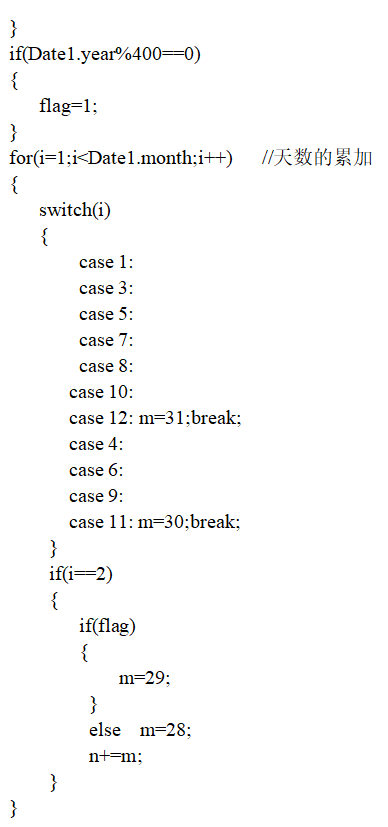 }
if(Date1.year%400==0)
{
flag=1;
}
for(i=1;i<Date1.month;i++) //天数的累加
{
switch(i)
{
case 1:
case 3:
case 5:
case 7:
case 8:
case 10:
case 12: m=31;break;
case 4:
case 6:
case 9:
case 11: m=30;break;
}
if(i==2)
{
if(flag)
{
m=29;
}
else m=28;
n+=m;
}
}